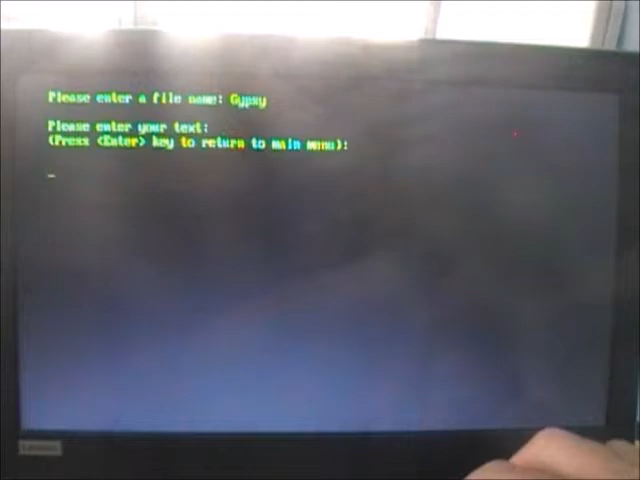 Please enter a file name: Gypsy
Please enter your text:
(Press <Enter> key to return to main menu):